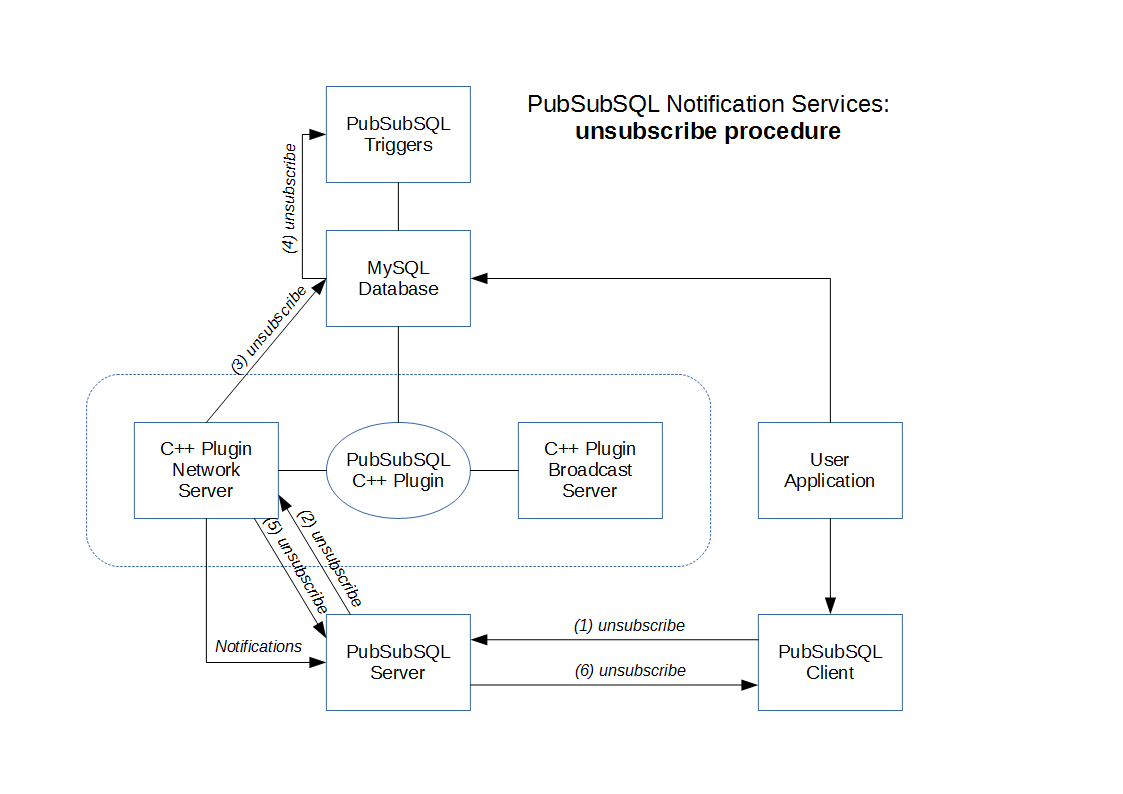 PubSubSQL Notification Services:
unsubscribe procedure
PubSubSQL
Triggers
(4) unsubscribe
MySQL
Database
(3) unsubscribe
C++ Plugin
Network
Server
PubSubSQL
C++ Plugin
C++ Plugin
Broadcast
Server
User
Application
(5) unsubscribe
(2) unsubscribe
Notifications
PubSubSQL
Server
(1) unsubscribe
(6) unsubscribe
PubSubSQL
Client